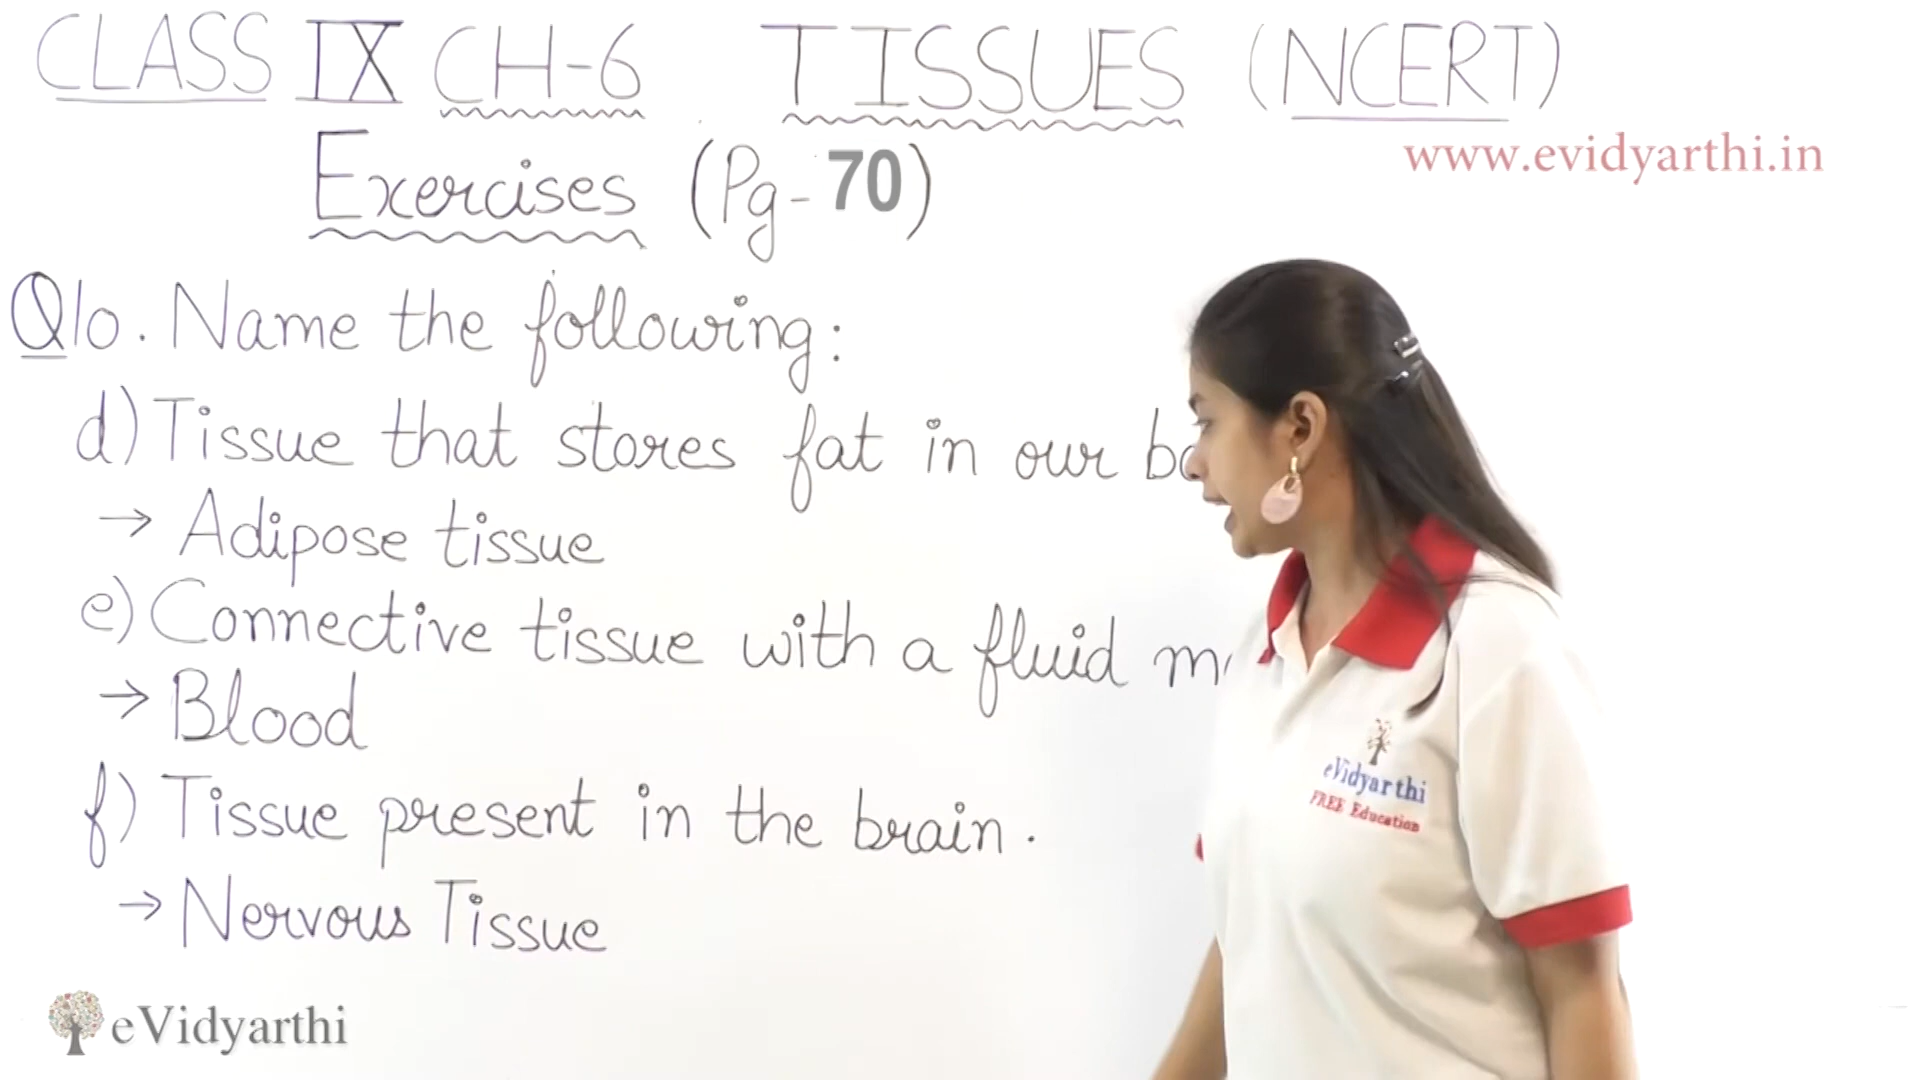 CLASS IX CH-6 TISSUES (NCERT)
www.evidyarthi.in
Exercises (Pg-70)
Q10. Name the following:
d) Tissue that stores fat in our
→ Adipose tissue
e) Connective tissue with a fluid
→ Blood
f) Tissue present in the brain.
→ Nervous Tissue
eVidyarthi
FREE Education
eVidyarthi